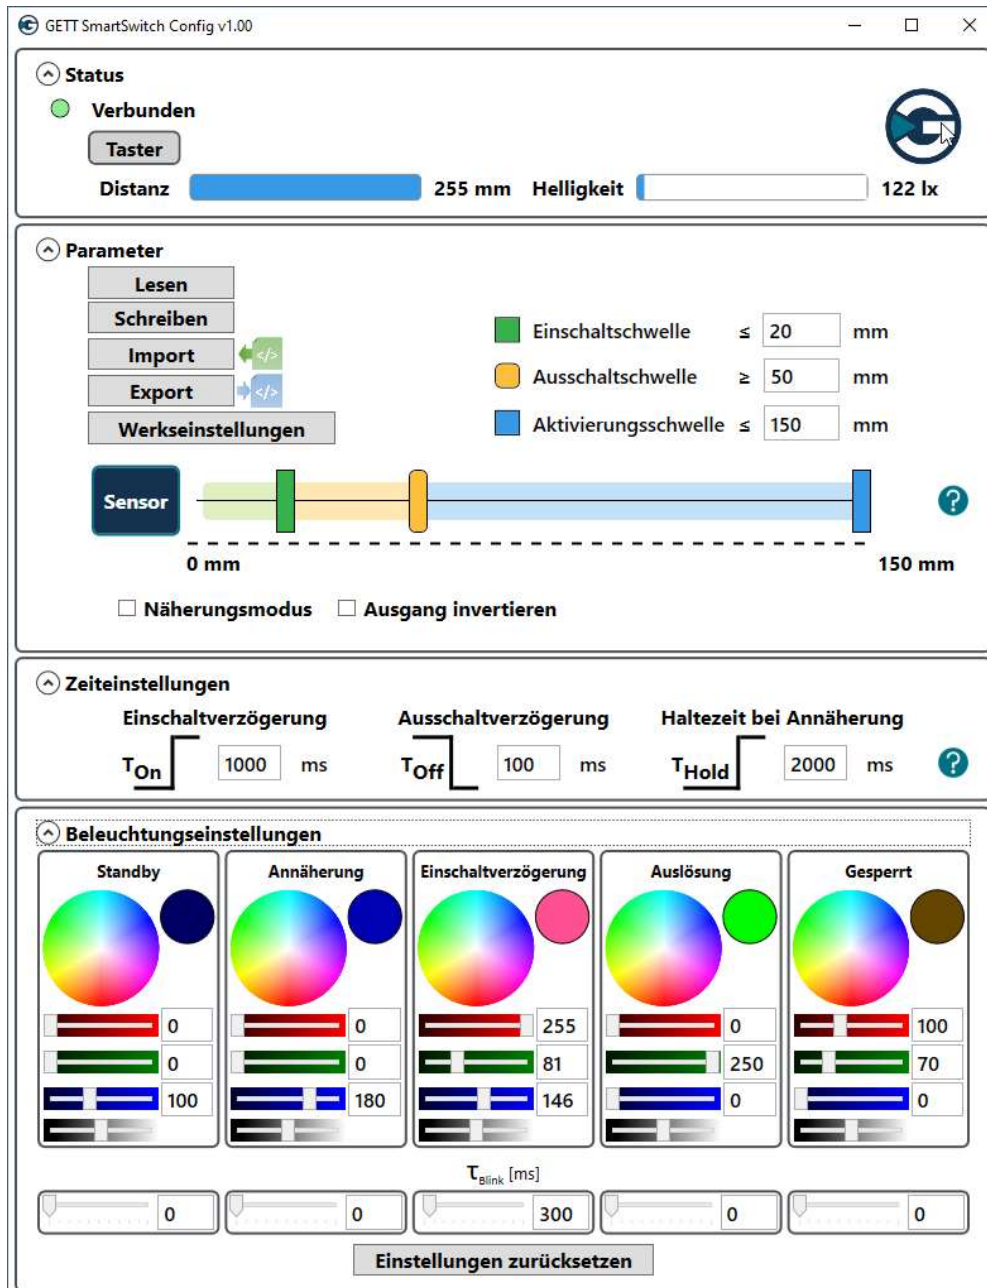 GETT SmartSwitch Config v1.00
Status
Verbunden
Taster
Distanz 255 mm Helligkeit 122 lx
Parameter
Lesen
Schreiben
Import </>
Export </>
Werkseinstellungen
Einschaltschwelle ≤ 20 mm
Ausschaltschwelle ≥ 50 mm
Aktivierungsschwelle ≤ 150 mm
Sensor
?
0 mm 150 mm
Näherungsmodus Ausgang invertieren
Zeiteinstellungen
Einschaltverzögerung Ausschaltverzögerung Haltezeit bei Annäherung
TOn 1000 ms TOff 100 ms THold 2000 ms ?
Beleuchtungseinstellungen
Standby Annäherung Einschaltverzögerung Auslösung Gesperrt
0 0 255 0 100
0 0 81 250 70
100 180 146 0 0
τBlink [ms]
0 0 300 0 0
Einstellungen zurücksetzen